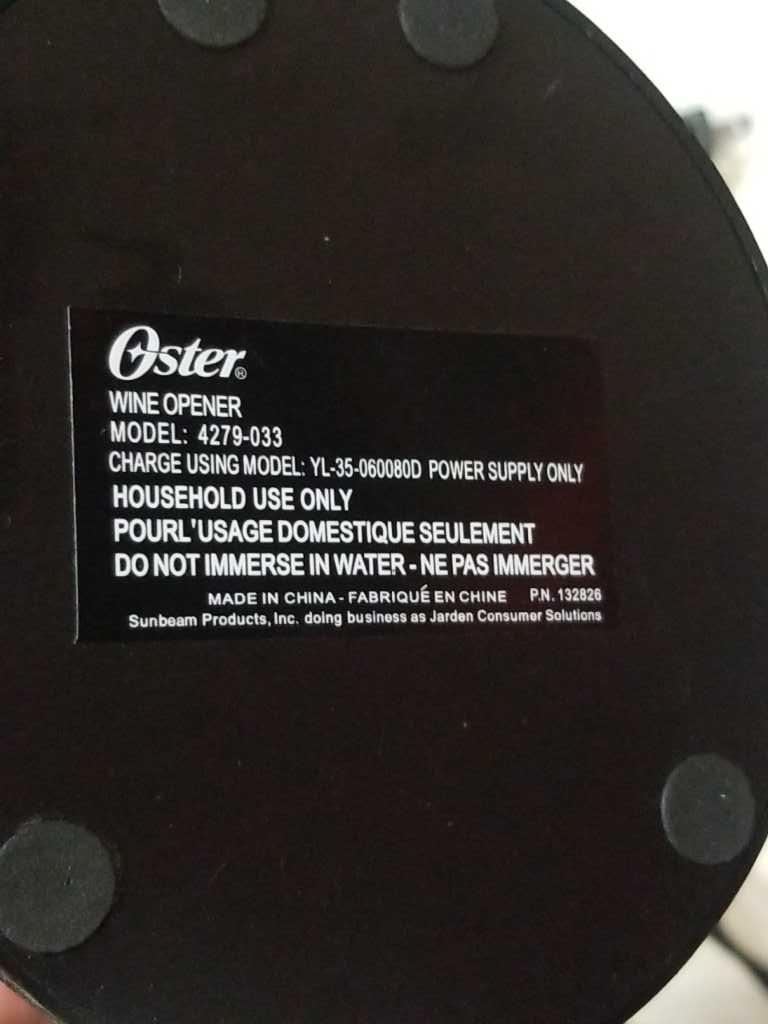 Oster®
WINE OPENER
MODEL: 4279-033
CHARGE USING MODEL: YL-35-060080D POWER SUPPLY ONLY
HOUSEHOLD USE ONLY
POURL'USAGE DOMESTIQUE SEULEMENT
DO NOT IMMERSE IN WATER - NE PAS IMMERGER
MADE IN CHINA - FABRIQUÉ EN CHINE P.N. 132826
Sunbeam Products, Inc. doing business as Jarden Consumer Solutions